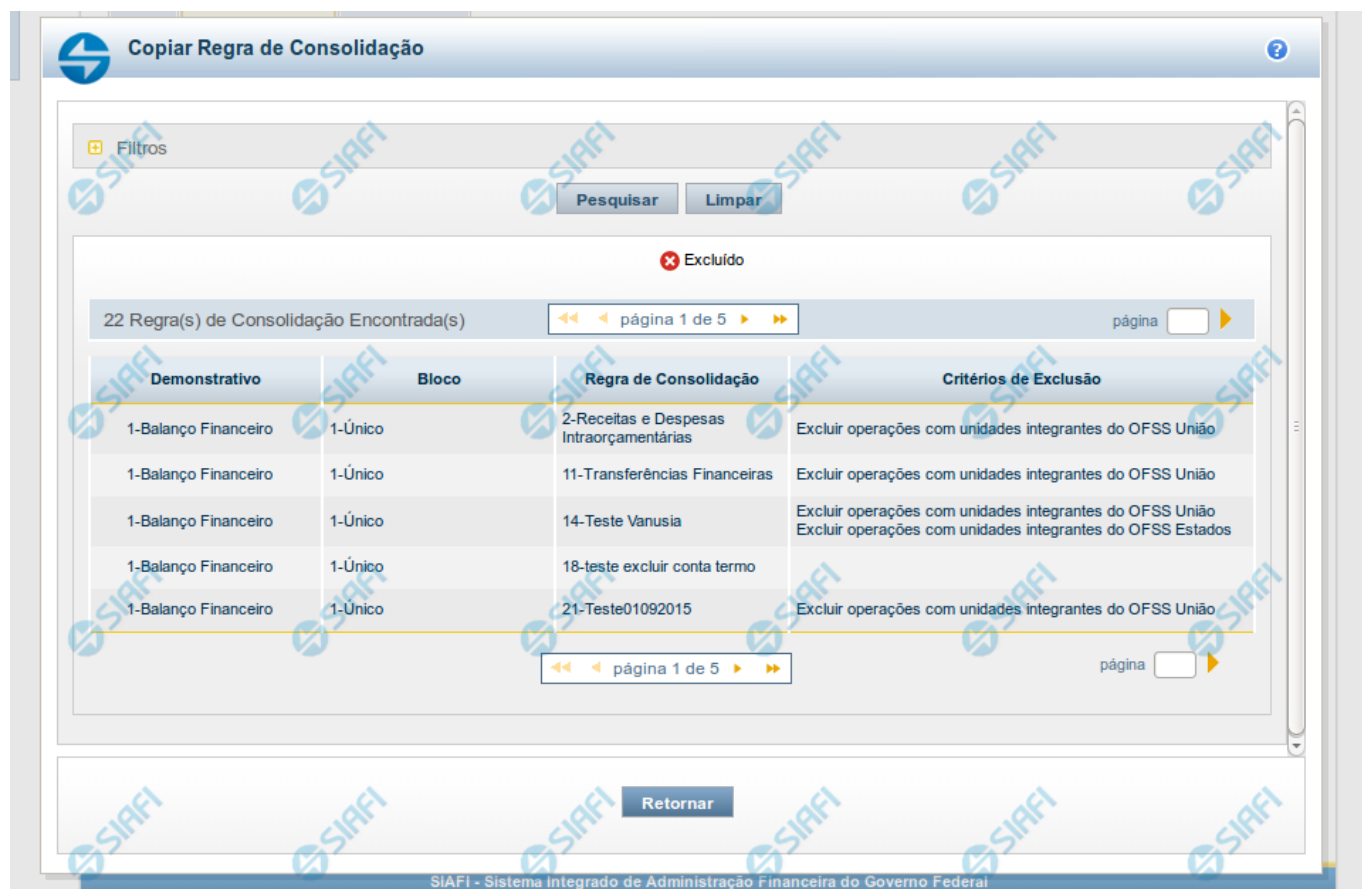 Copiar Regra de Consolidação
Filtros
Pesquisar Limpar
Excluído
22 Regra(s) de Consolidação Encontrada(s) página 1 de 5 página
Demonstrativo Bloco Regra de Consolidação Critérios de Exclusão
1-Balanço Financeiro 1-Único 2-Receitas e Despesas Intraorçamentárias Excluir operações com unidades integrantes do OFSS União
1-Balanço Financeiro 1-Único 11-Transferências Financeiras Excluir operações com unidades integrantes do OFSS União
1-Balanço Financeiro 1-Único 14-Teste Vanusia Excluir operações com unidades integrantes do OFSS União
Excluir operações com unidades integrantes do OFSS Estados
1-Balanço Financeiro 1-Único 18-teste excluir conta termo
1-Balanço Financeiro 1-Único 21-Teste01092015 Excluir operações com unidades integrantes do OFSS União
página 1 de 5 página
Retornar
SIAFI - Sistema Integrado de Administração Financeira do Governo Federal